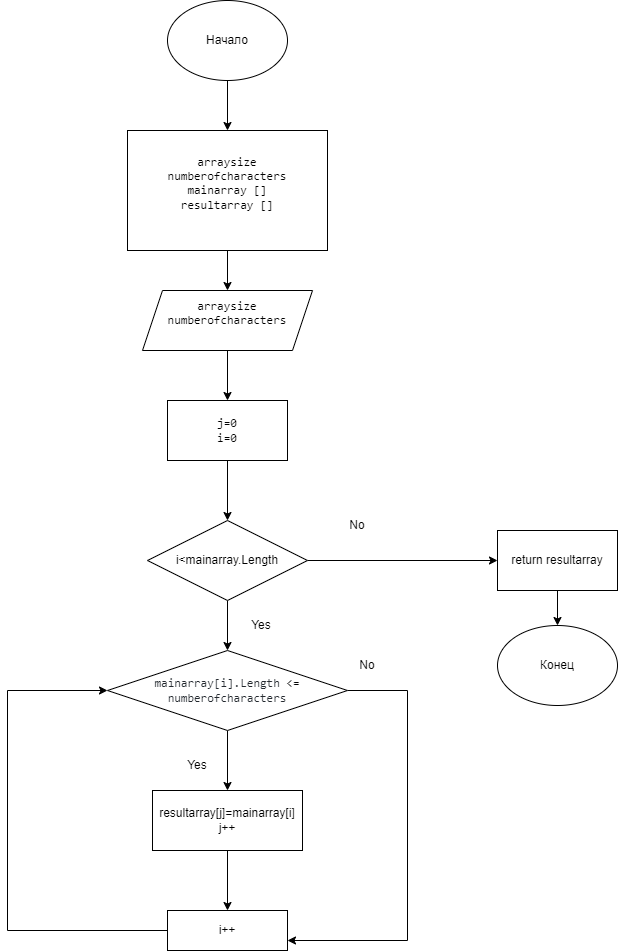 Начало
arraysize
numberofcharacters
mainarray []
resultarray []
arraysize
numberofcharacters
j=0
i=0
i<mainarray.Length
No
return resultarray
Yes
Конец
mainarray[i].Length <=
numberofcharacters
No
Yes
resultarray[j]=mainarray[i]
j++
i++